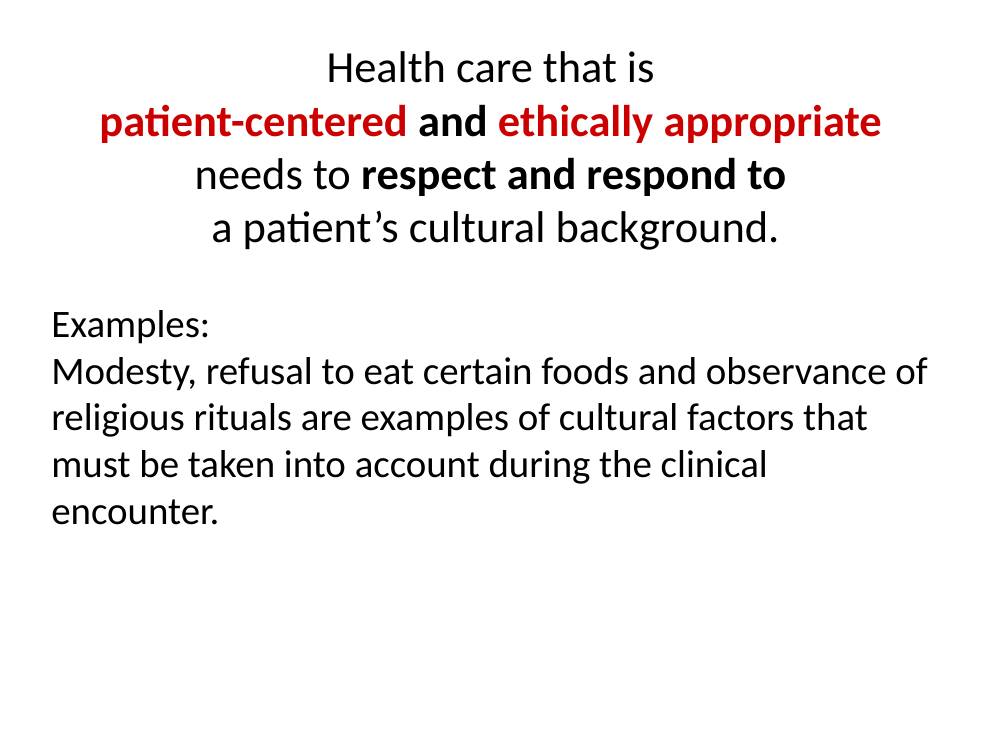 Health care that is
patient-centered and ethically appropriate
needs to respect and respond to
a patient’s cultural background.
Examples:
Modesty, refusal to eat certain foods and observance of
religious rituals are examples of cultural factors that
must be taken into account during the clinical
encounter.